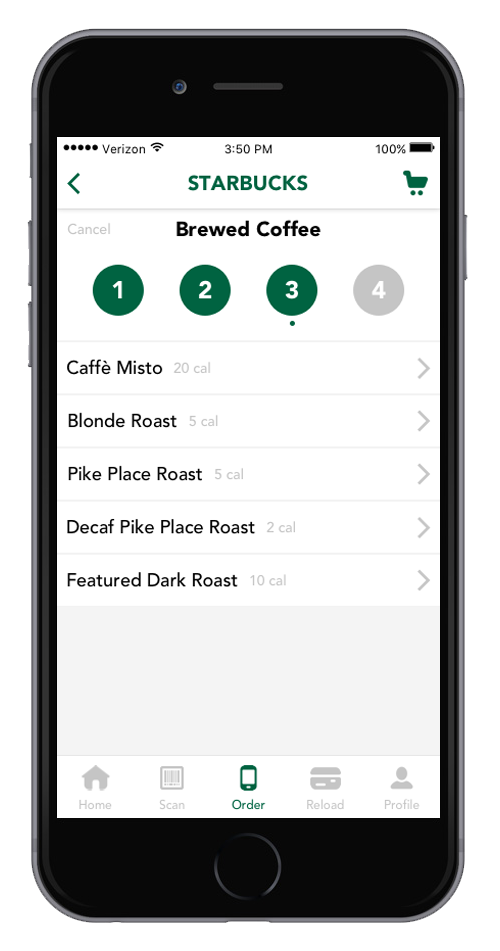 ●●●●● Verizon 3:50 PM 100%
STARBUCKS
Cancel Brewed Coffee
1 2 3 4
Caffè Misto 20 cal
Blonde Roast 5 cal
Pike Place Roast 5 cal
Decaf Pike Place Roast 2 cal
Featured Dark Roast 10 cal
Home Scan Order Reload Profile